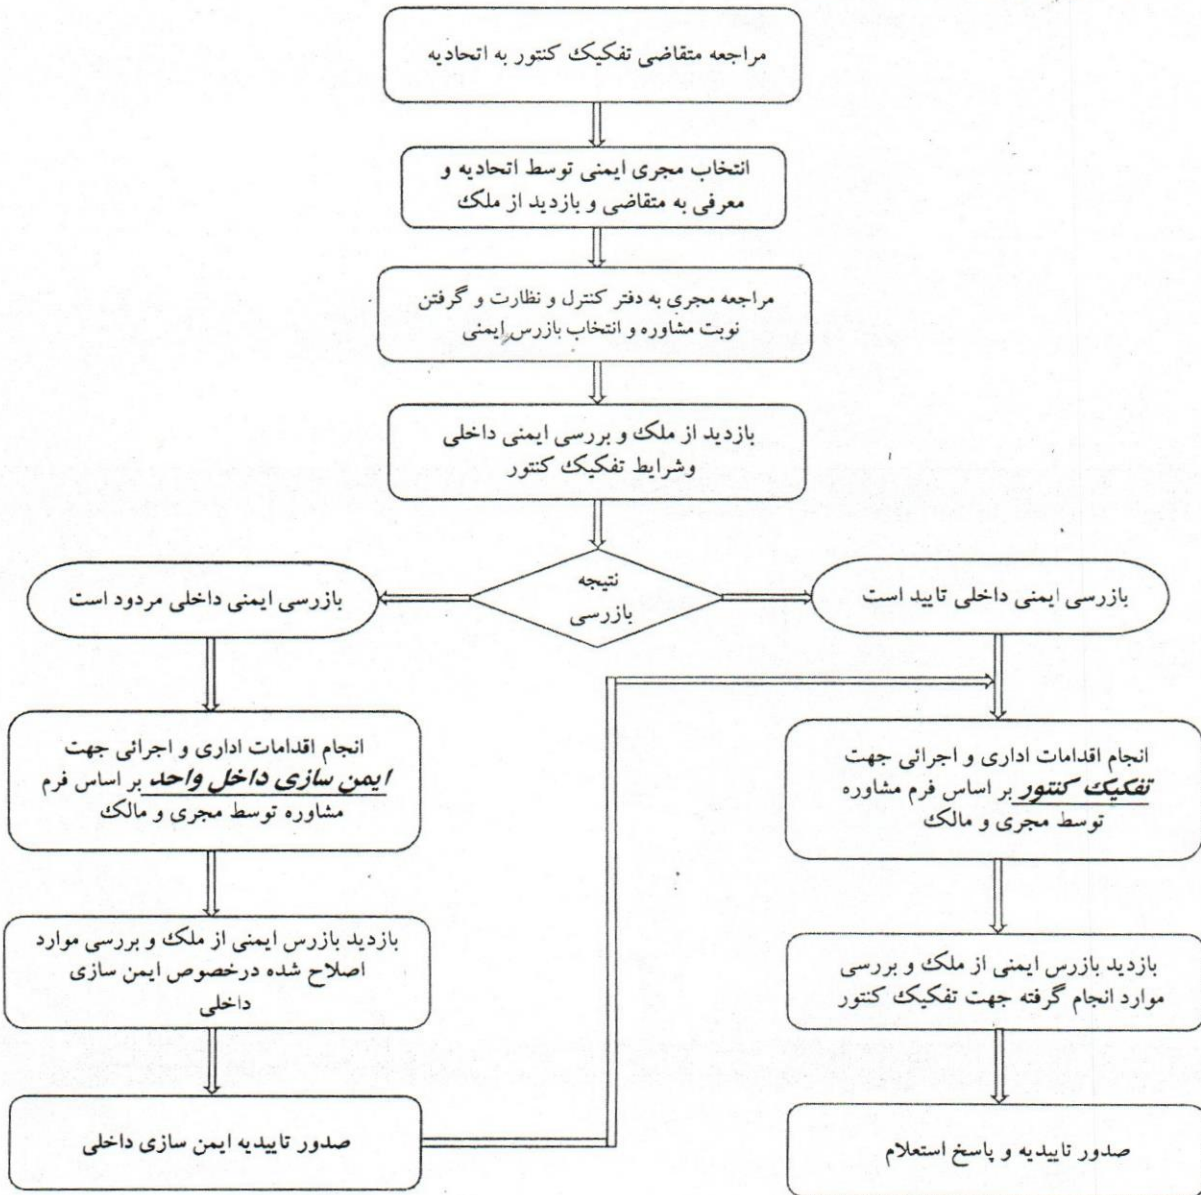 مراجعه متقاضی تفکیک کنتور به اتحادیه
انتخاب مجری ایمنی توسط اتحادیه و
معرفی به متقاضی و بازدید از ملک
مراجعه مجری به دفتر کنترل و نظارت و گرفتن
نوبت مشاوره و انتخاب بازرس ایمنی
بازدید از ملک و بررسی ایمنی داخلی
وشرایط تفکیک کنتور
نتیجه
بازرسی
بازرسی ایمنی داخلی تایید است
بازرسی ایمنی داخلی مردود است
انجام اقدامات اداری و اجرائی جهت
تفکیک کنتور بر اساس فرم مشاوره
توسط مجری و مالک
انجام اقدامات اداری و اجرائی جهت
ایمن سازی داخل واحد بر اساس فرم
مشاوره توسط مجری و مالک
بازدید بازرس ایمنی از ملک و بررسی
موارد انجام گرفته جهت تفکیک کنتور
بازدید بازرس ایمنی از ملک و بررسی موارد
اصلاح شده درخصوص ایمن سازی
داخلی
صدور تاییدیه و پاسخ استعلام
صدور تاییدیه ایمن سازی داخلی